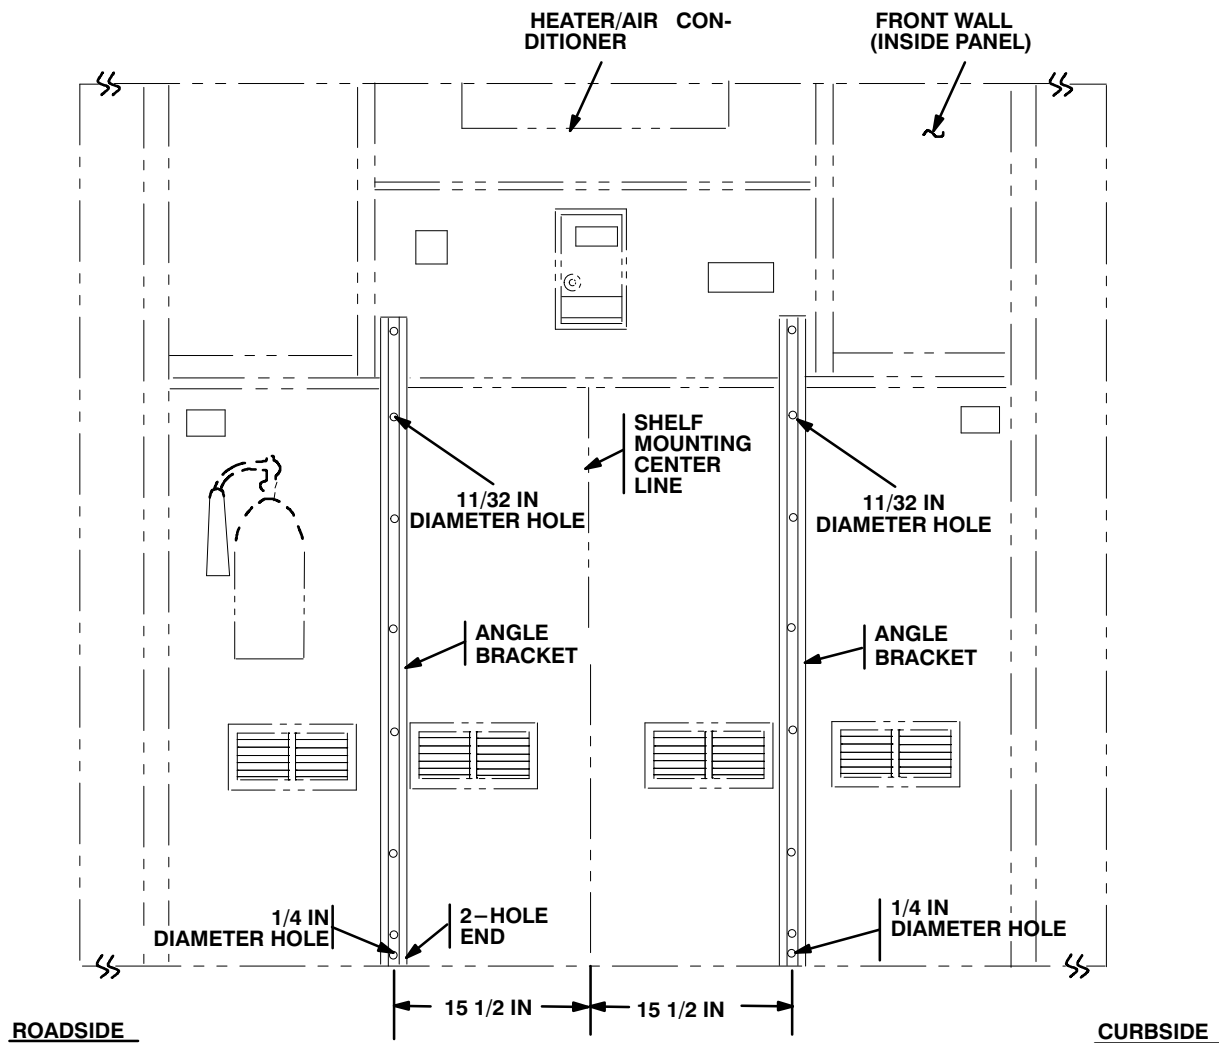 HEATER/AIR CON-
DITIONER
FRONT WALL
(INSIDE PANEL)
SHELF
MOUNTING
CENTER
LINE
11/32 IN
DIAMETER HOLE
11/32 IN
DIAMETER HOLE
ANGLE
BRACKET
ANGLE
BRACKET
1/4 IN
DIAMETER HOLE
2-HOLE
END
1/4 IN
DIAMETER HOLE
15 1/2 IN
15 1/2 IN
ROADSIDE
CURBSIDE